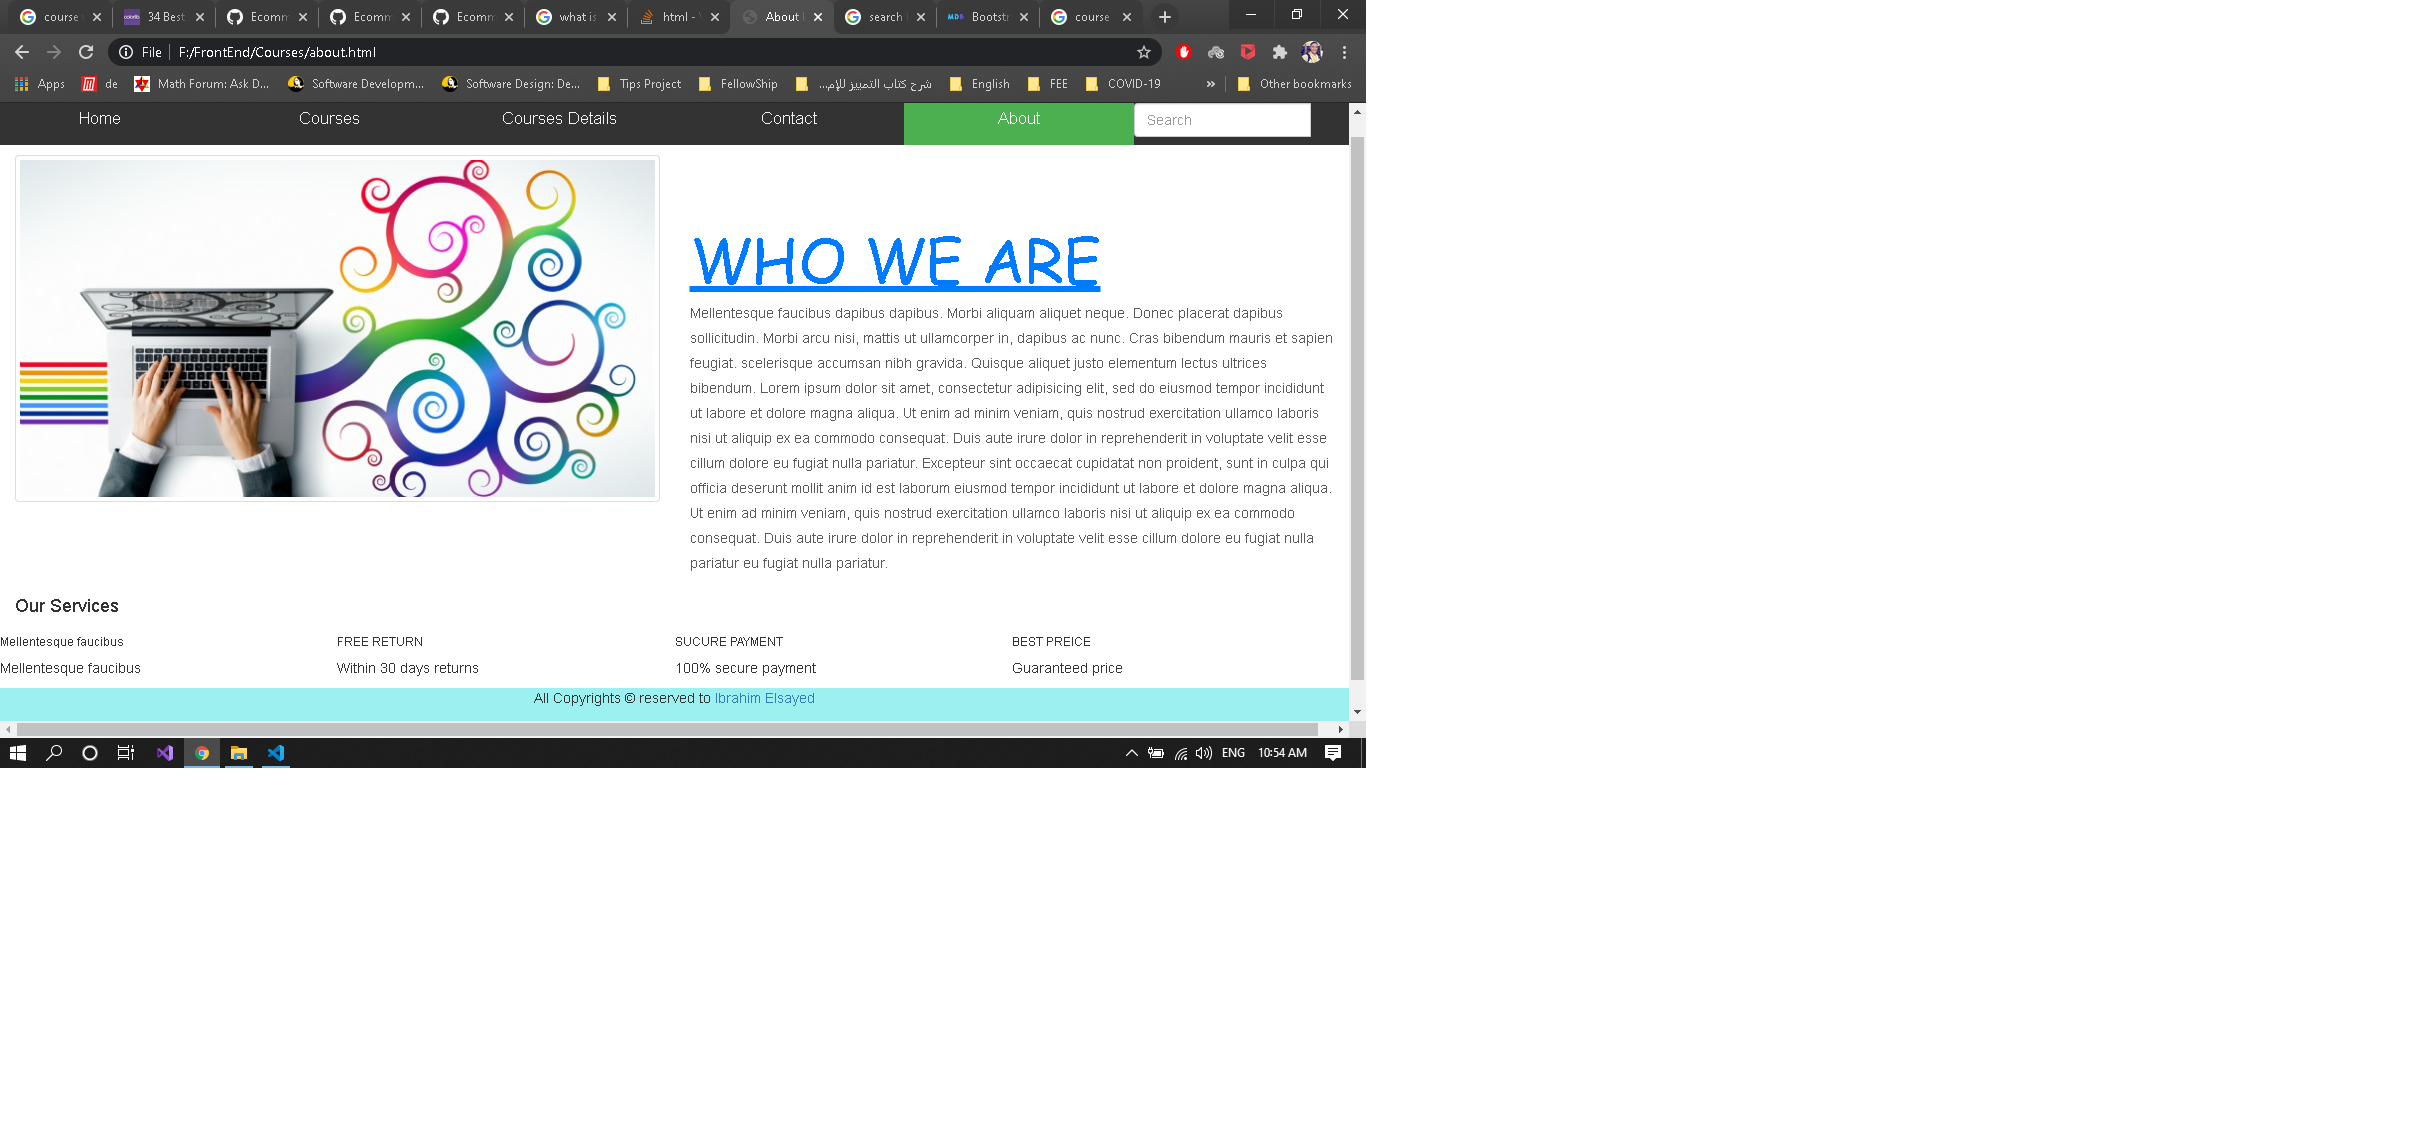 course
34 Best
Ecomm
Ecomm
Ecomm
what is
html -
About
search
MDB
Bootstr
course
File
F:/FrontEnd/Courses/about.html
Apps
de
Math Forum: Ask D...
Software Developm...
Software Design: De...
Tips Project
FellowShip
شرح كتاب التمييز للإم...
English
FEE
COVID-19
»
Other bookmarks
Home
Courses
Courses Details
Contact
About
Search
WHO WE ARE
Mellentesque faucibus dapibus dapibus. Morbi aliquam aliquet neque. Donec placerat dapibus
sollicitudin. Morbi arcu nisi, mattis ut ullamcorper in, dapibus ac nunc. Cras bibendum mauris et sapien
feugiat. scelerisque accumsan nibh gravida. Quisque aliquet justo elementum lectus ultrices
bibendum. Lorem ipsum dolor sit amet, consectetur adipisicing elit, sed do eiusmod tempor incididunt
ut labore et dolore magna aliqua. Ut enim ad minim veniam, quis nostrud exercitation ullamco laboris
nisi ut aliquip ex ea commodo consequat. Duis aute irure dolor in reprehenderit in voluptate velit esse
cillum dolore eu fugiat nulla pariatur. Excepteur sint occaecat cupidatat non proident, sunt in culpa qui
officia deserunt mollit anim id est laborum eiusmod tempor incididunt ut labore et dolore magna aliqua.
Ut enim ad minim veniam, quis nostrud exercitation ullamco laboris nisi ut aliquip ex ea commodo
consequat. Duis aute irure dolor in reprehenderit in voluptate velit esse cillum dolore eu fugiat nulla
pariatur eu fugiat nulla pariatur.
Our Services
Mellentesque faucibus
Mellentesque faucibus
FREE RETURN
Within 30 days returns
SUCURE PAYMENT
100% secure payment
BEST PREICE
Guaranteed price
All Copyrights © reserved to Ibrahim Elsayed
ENG
10:54 AM